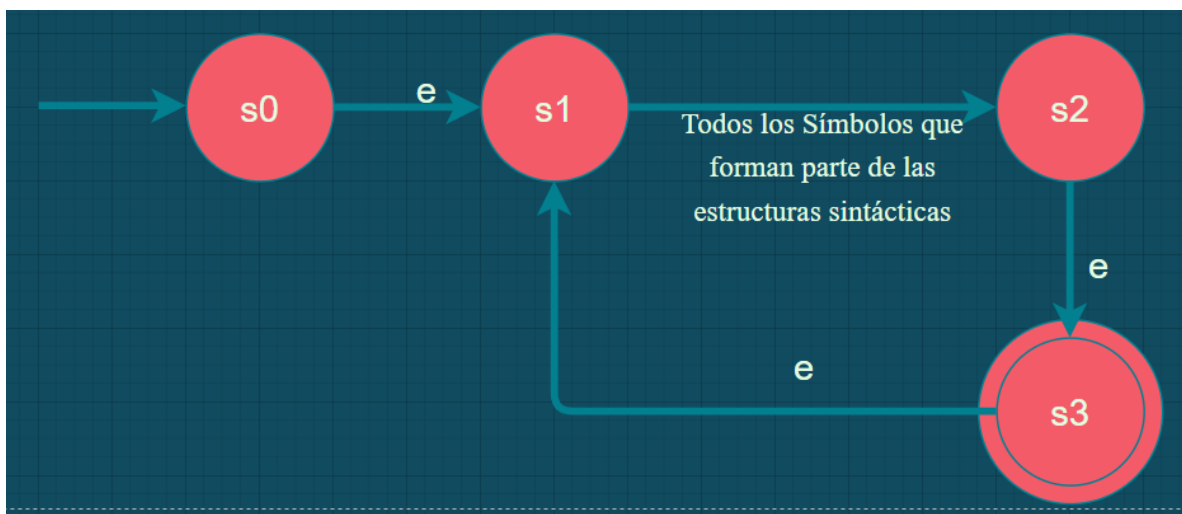 s0
e
s1
Todos los Símbolos que
forman parte de las
estructuras sintácticas
s2
e
e
s3